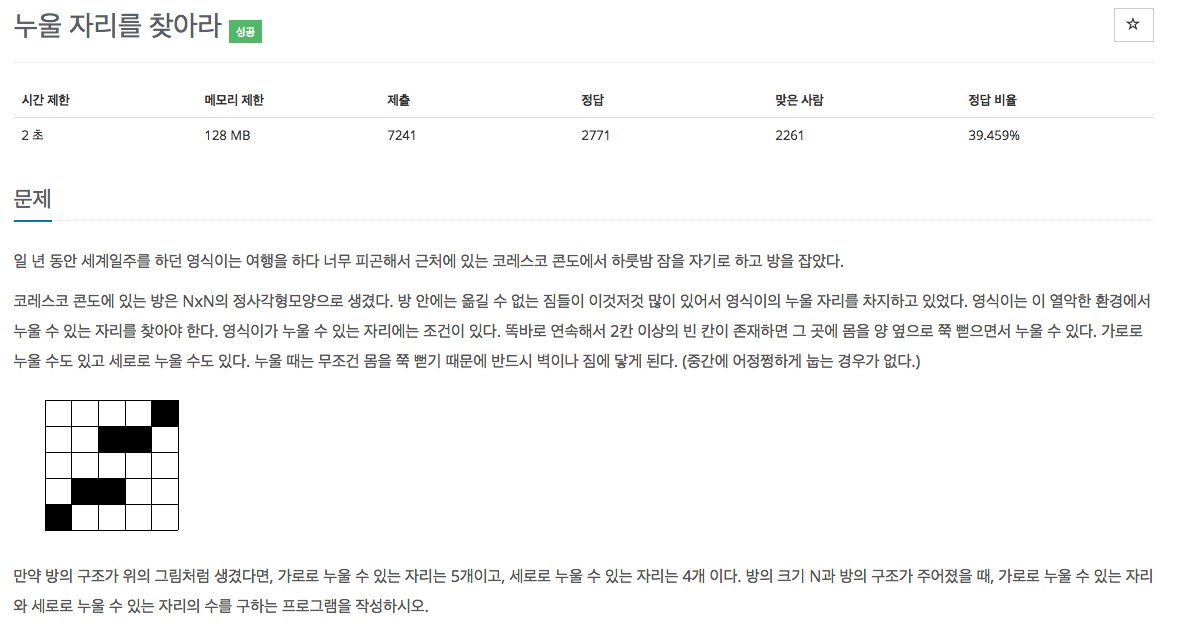 누울 자리를 찾아라 성공
☆
시간 제한 메모리 제한 제출 정답 맞은 사람 정답 비율
2 초 128 MB 7241 2771 2261 39.459%
문제
일 년 동안 세계일주를 하던 영식이는 여행을 하다 너무 피곤해서 근처에 있는 코레스코 콘도에서 하룻밤 잠을 자기로 하고 방을 잡았다.
코레스코 콘도에 있는 방은 NxN의 정사각형모양으로 생겼다. 방 안에는 옮길 수 없는 짐들이 이것저것 많이 있어서 영식이의 누울 자리를 차지하고 있었다. 영식이는 이 열악한 환경에서
누울 수 있는 자리를 찾아야 한다. 영식이가 누울 수 있는 자리에는 조건이 있다. 똑바로 연속해서 2칸 이상의 빈 칸이 존재하면 그 곳에 몸을 양 옆으로 쭉 뻗으면서 누울 수 있다. 가로로
누울 수도 있고 세로로 누울 수도 있다. 누울 때는 무조건 몸을 쭉 뻗기 때문에 반드시 벽이나 짐에 닿게 된다. (중간에 어정쩡하게 눕는 경우가 없다.)
만약 방의 구조가 위의 그림처럼 생겼다면, 가로로 누울 수 있는 자리는 5개이고, 세로로 누울 수 있는 자리는 4개 이다. 방의 크기 N과 방의 구조가 주어졌을 때, 가로로 누울 수 있는 자리
와 세로로 누울 수 있는 자리의 수를 구하는 프로그램을 작성하시오.